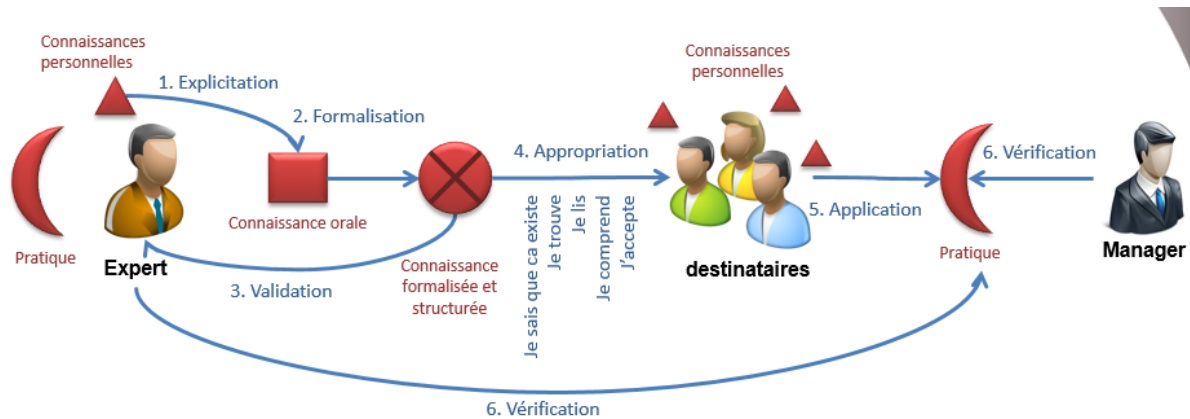 Connaissances
personnelles
1. Explicitation
2. Formalisation
Connaissance orale
Pratique
Expert
3. Validation
Connaissance
formalisée et
structurée
4. Appropriation
Je sais que ca existe
Je trouve
Je lis
Je comprend
J'accepte
Connaissances
personnelles
destinataires
5. Application
6. Vérification
Pratique
Manager
6. Vérification